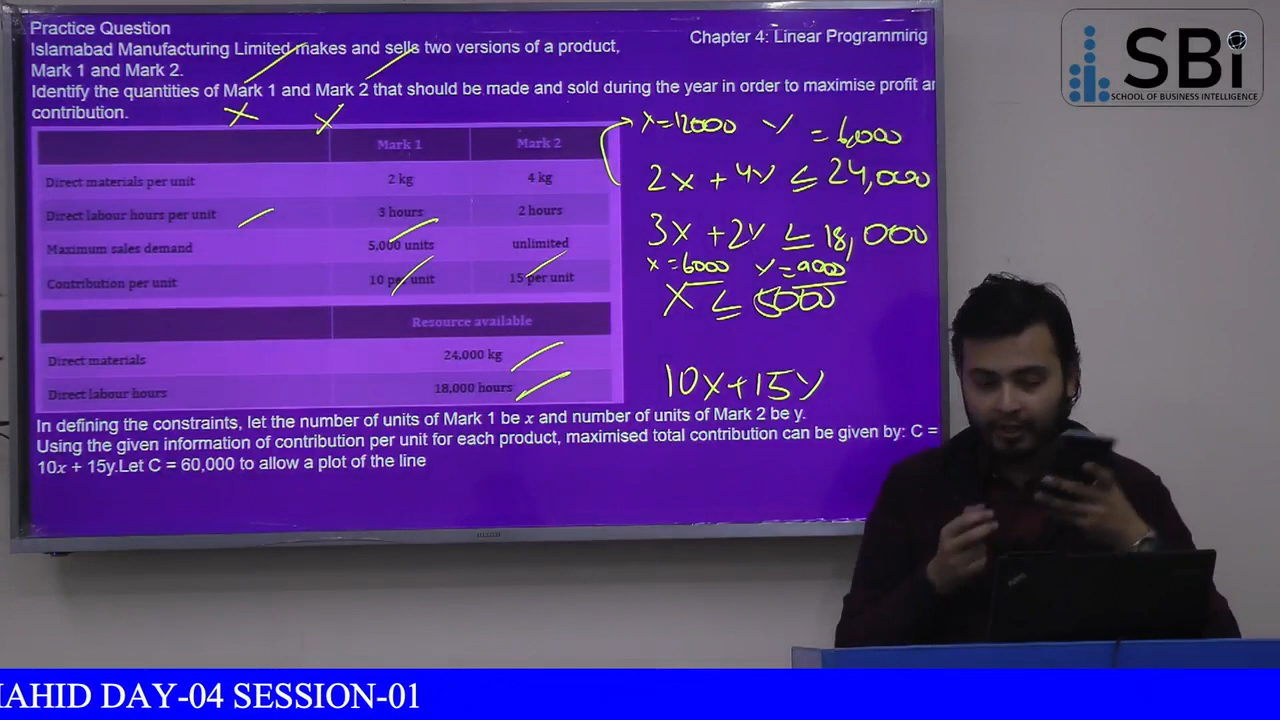 Practice Question
Chapter 4: Linear Programming
Islamabad Manufacturing Limited makes and sells two versions of a product,
Mark 1 and Mark 2.
Identify the quantities of Mark 1 and Mark 2 that should be made and sold during the year in order to maximise profit ar
contribution.
x y
Mark 1 Mark 2
Direct materials per unit 2 kg 4 kg
Direct labour hours per unit 3 hours 2 hours
Maximum sales demand 5,000 units unlimited
Contribution per unit 10 per unit 15 per unit
Resource available
Direct materials 24,000 kg
Direct labour hours 18,000 hours
x=12000 y = 6,000
2x + 4y ≤ 24,000
3x + 2y ≤ 18,000
x=6000 y=9000
x ≤ 5000
10x+15y
In defining the constraints, let the number of units of Mark 1 be x and number of units of Mark 2 be y.
Using the given information of contribution per unit for each product, maximised total contribution can be given by: C =
10x + 15y.Let C = 60,000 to allow a plot of the line
SBi
SCHOOL OF BUSINESS INTELLIGENCE
SAMSUNG
ThinkPad
AHID DAY-04 SESSION-01